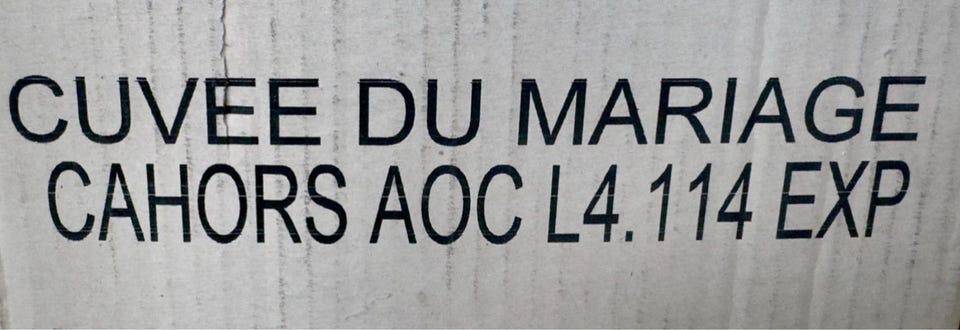 CUVEE DU MARIAGE
CAHORS AOC L4.114 EXP